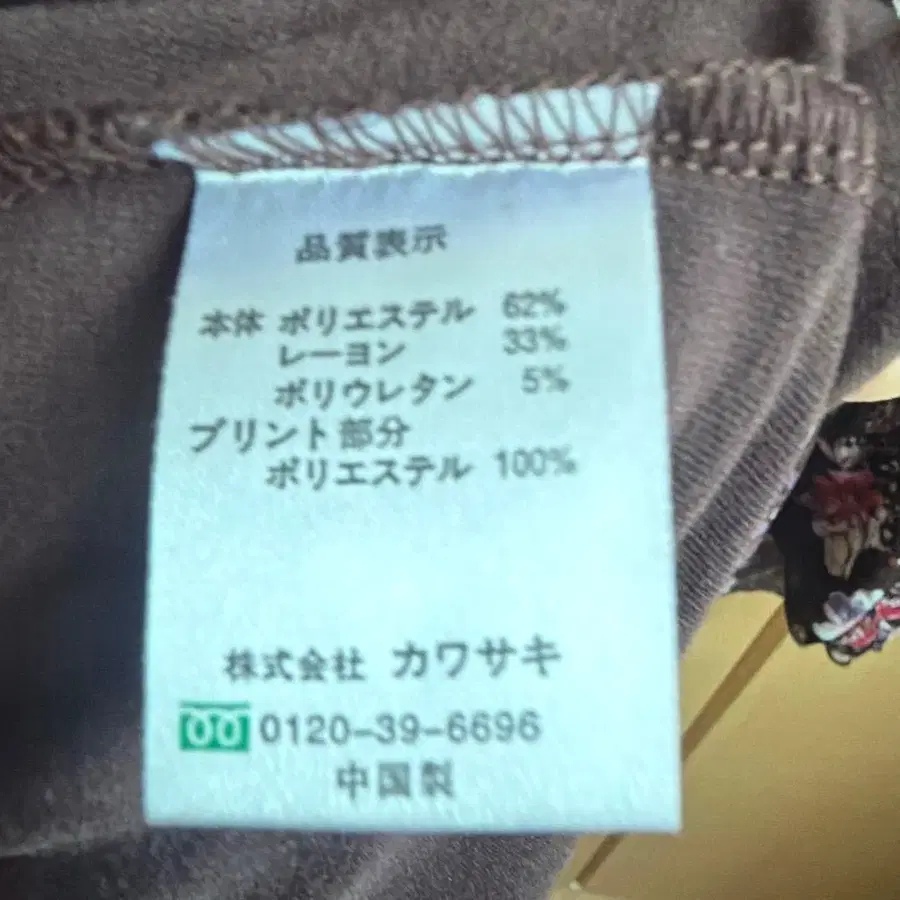 品質表示
本体 ポリエステル 62%
レーヨン 33%
ポリウレタン 5%
プリント部分
ポリエステル 100%
株式会社 カワサキ
0120-39-6696
中国製